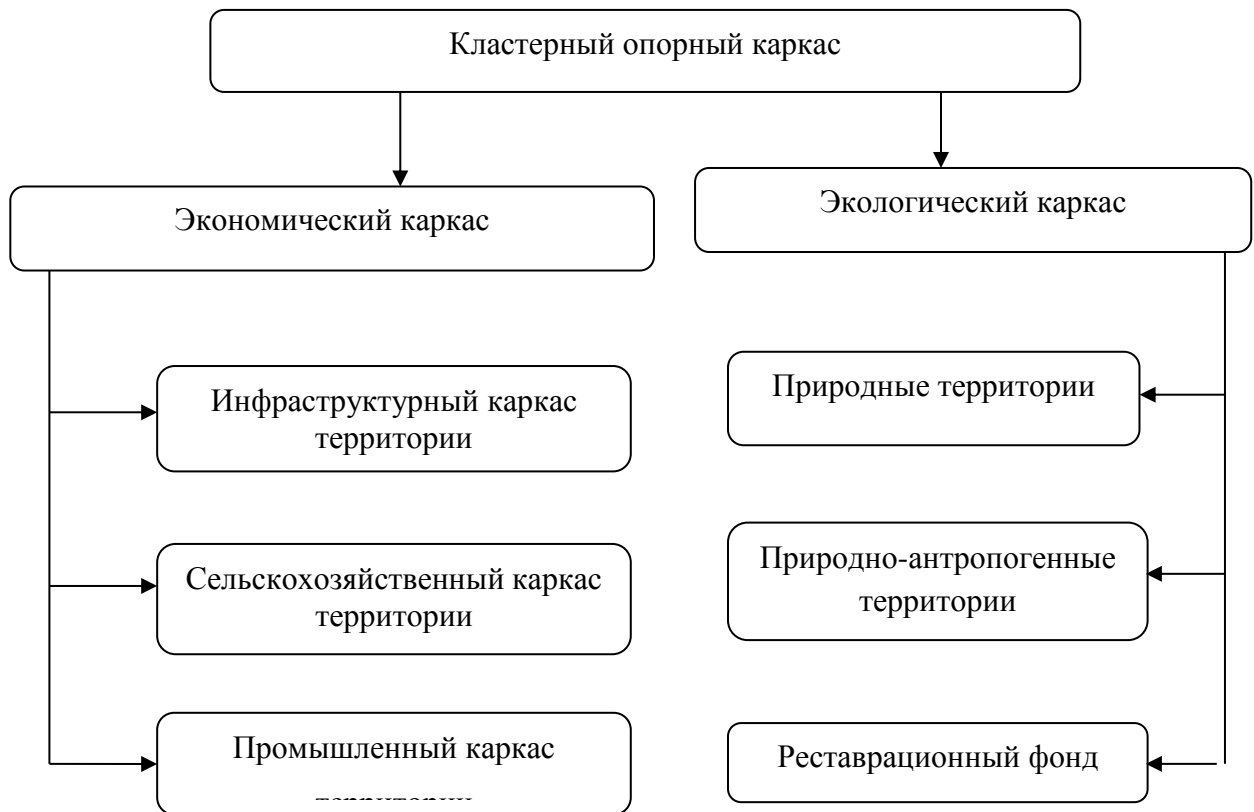 Кластерный опорный каркас
Экономический каркас
Экологический каркас
Инфраструктурный каркас
территории
Природные территории
Сельскохозяйственный каркас
территории
Природно-антропогенные
территории
Промышленный каркас
территории
Реставрационный фонд